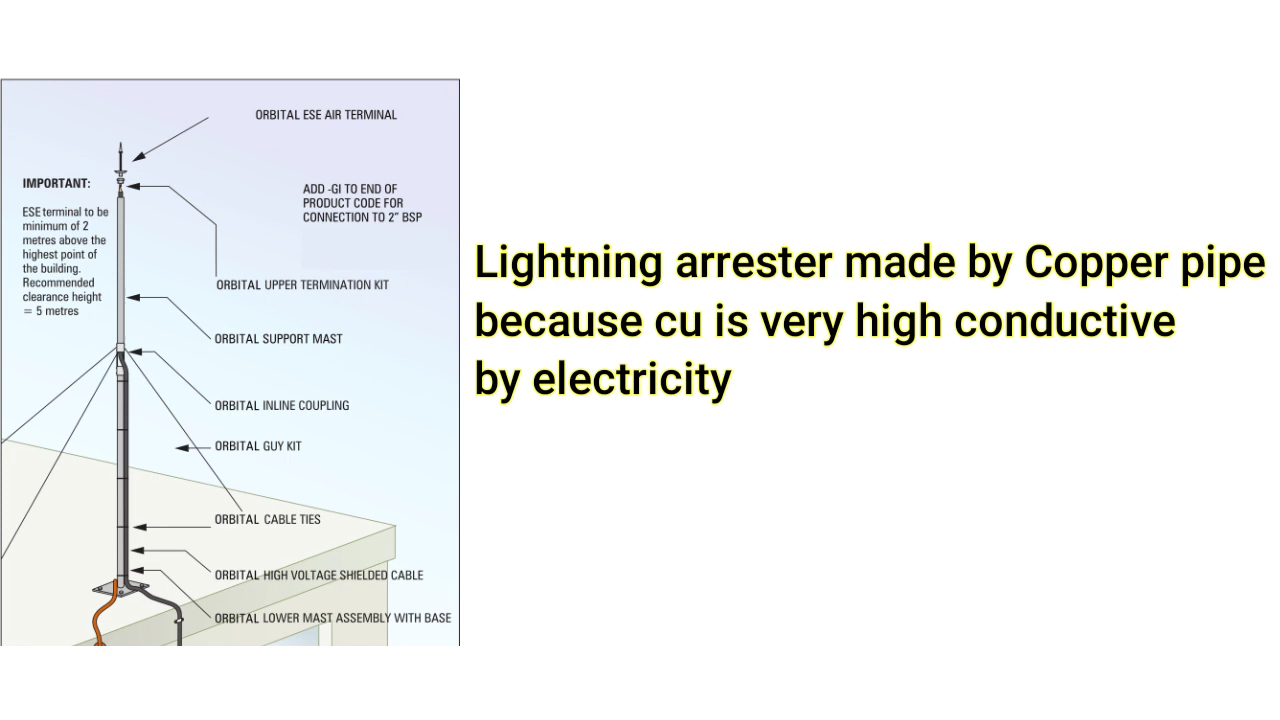 ORBITAL ESE AIR TERMINAL
IMPORTANT:
ESE terminal to be
minimum of 2
metres above the
highest point of
the building.
Recommended
clearance height
= 5 metres
ADD -GI TO END OF
PRODUCT CODE FOR
CONNECTION TO 2” BSP
ORBITAL UPPER TERMINATION KIT
ORBITAL SUPPORT MAST
ORBITAL INLINE COUPLING
ORBITAL GUY KIT
ORBITAL CABLE TIES
ORBITAL HIGH VOLTAGE SHIELDED CABLE
ORBITAL LOWER MAST ASSEMBLY WITH BASE
Lightning arrester made by Copper pipe
because cu is very high conductive
by electricity